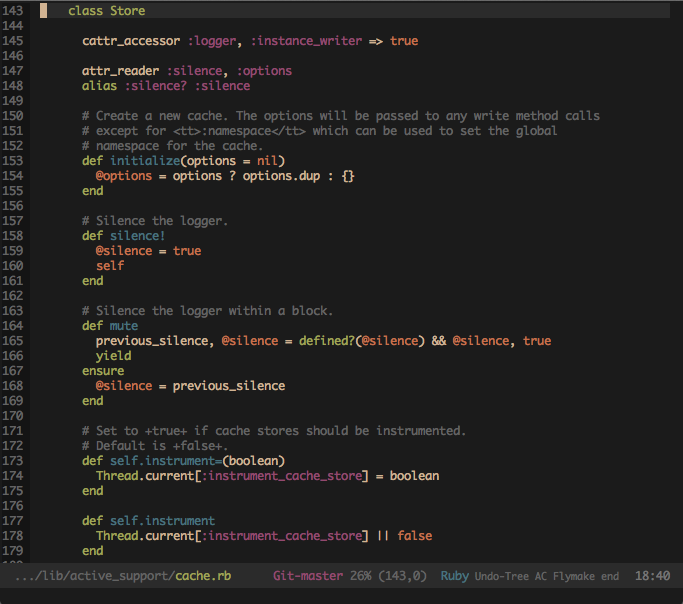 143 class Store
144
145 cattr_accessor :logger, :instance_writer => true
146
147 attr_reader :silence, :options
148 alias :silence? :silence
149
150 # Create a new cache. The options will be passed to any write method calls
151 # except for <tt>:namespace</tt> which can be used to set the global
152 # namespace for the cache.
153 def initialize(options = nil)
154 @options = options ? options.dup : {}
155 end
156
157 # Silence the logger.
158 def silence!
159 @silence = true
160 self
161 end
162
163 # Silence the logger within a block.
164 def mute
165 previous_silence, @silence = defined?(@silence) && @silence, true
166 yield
167 ensure
168 @silence = previous_silence
169 end
170
171 # Set to +true+ if cache stores should be instrumented.
172 # Default is +false+.
173 def self.instrument=(boolean)
174 Thread.current[:instrument_cache_store] = boolean
175 end
176
177 def self.instrument
178 Thread.current[:instrument_cache_store] || false
179 end
.../lib/active_support/cache.rb Git-master 26% (143,0) Ruby Undo-Tree AC Flymake end 18:40